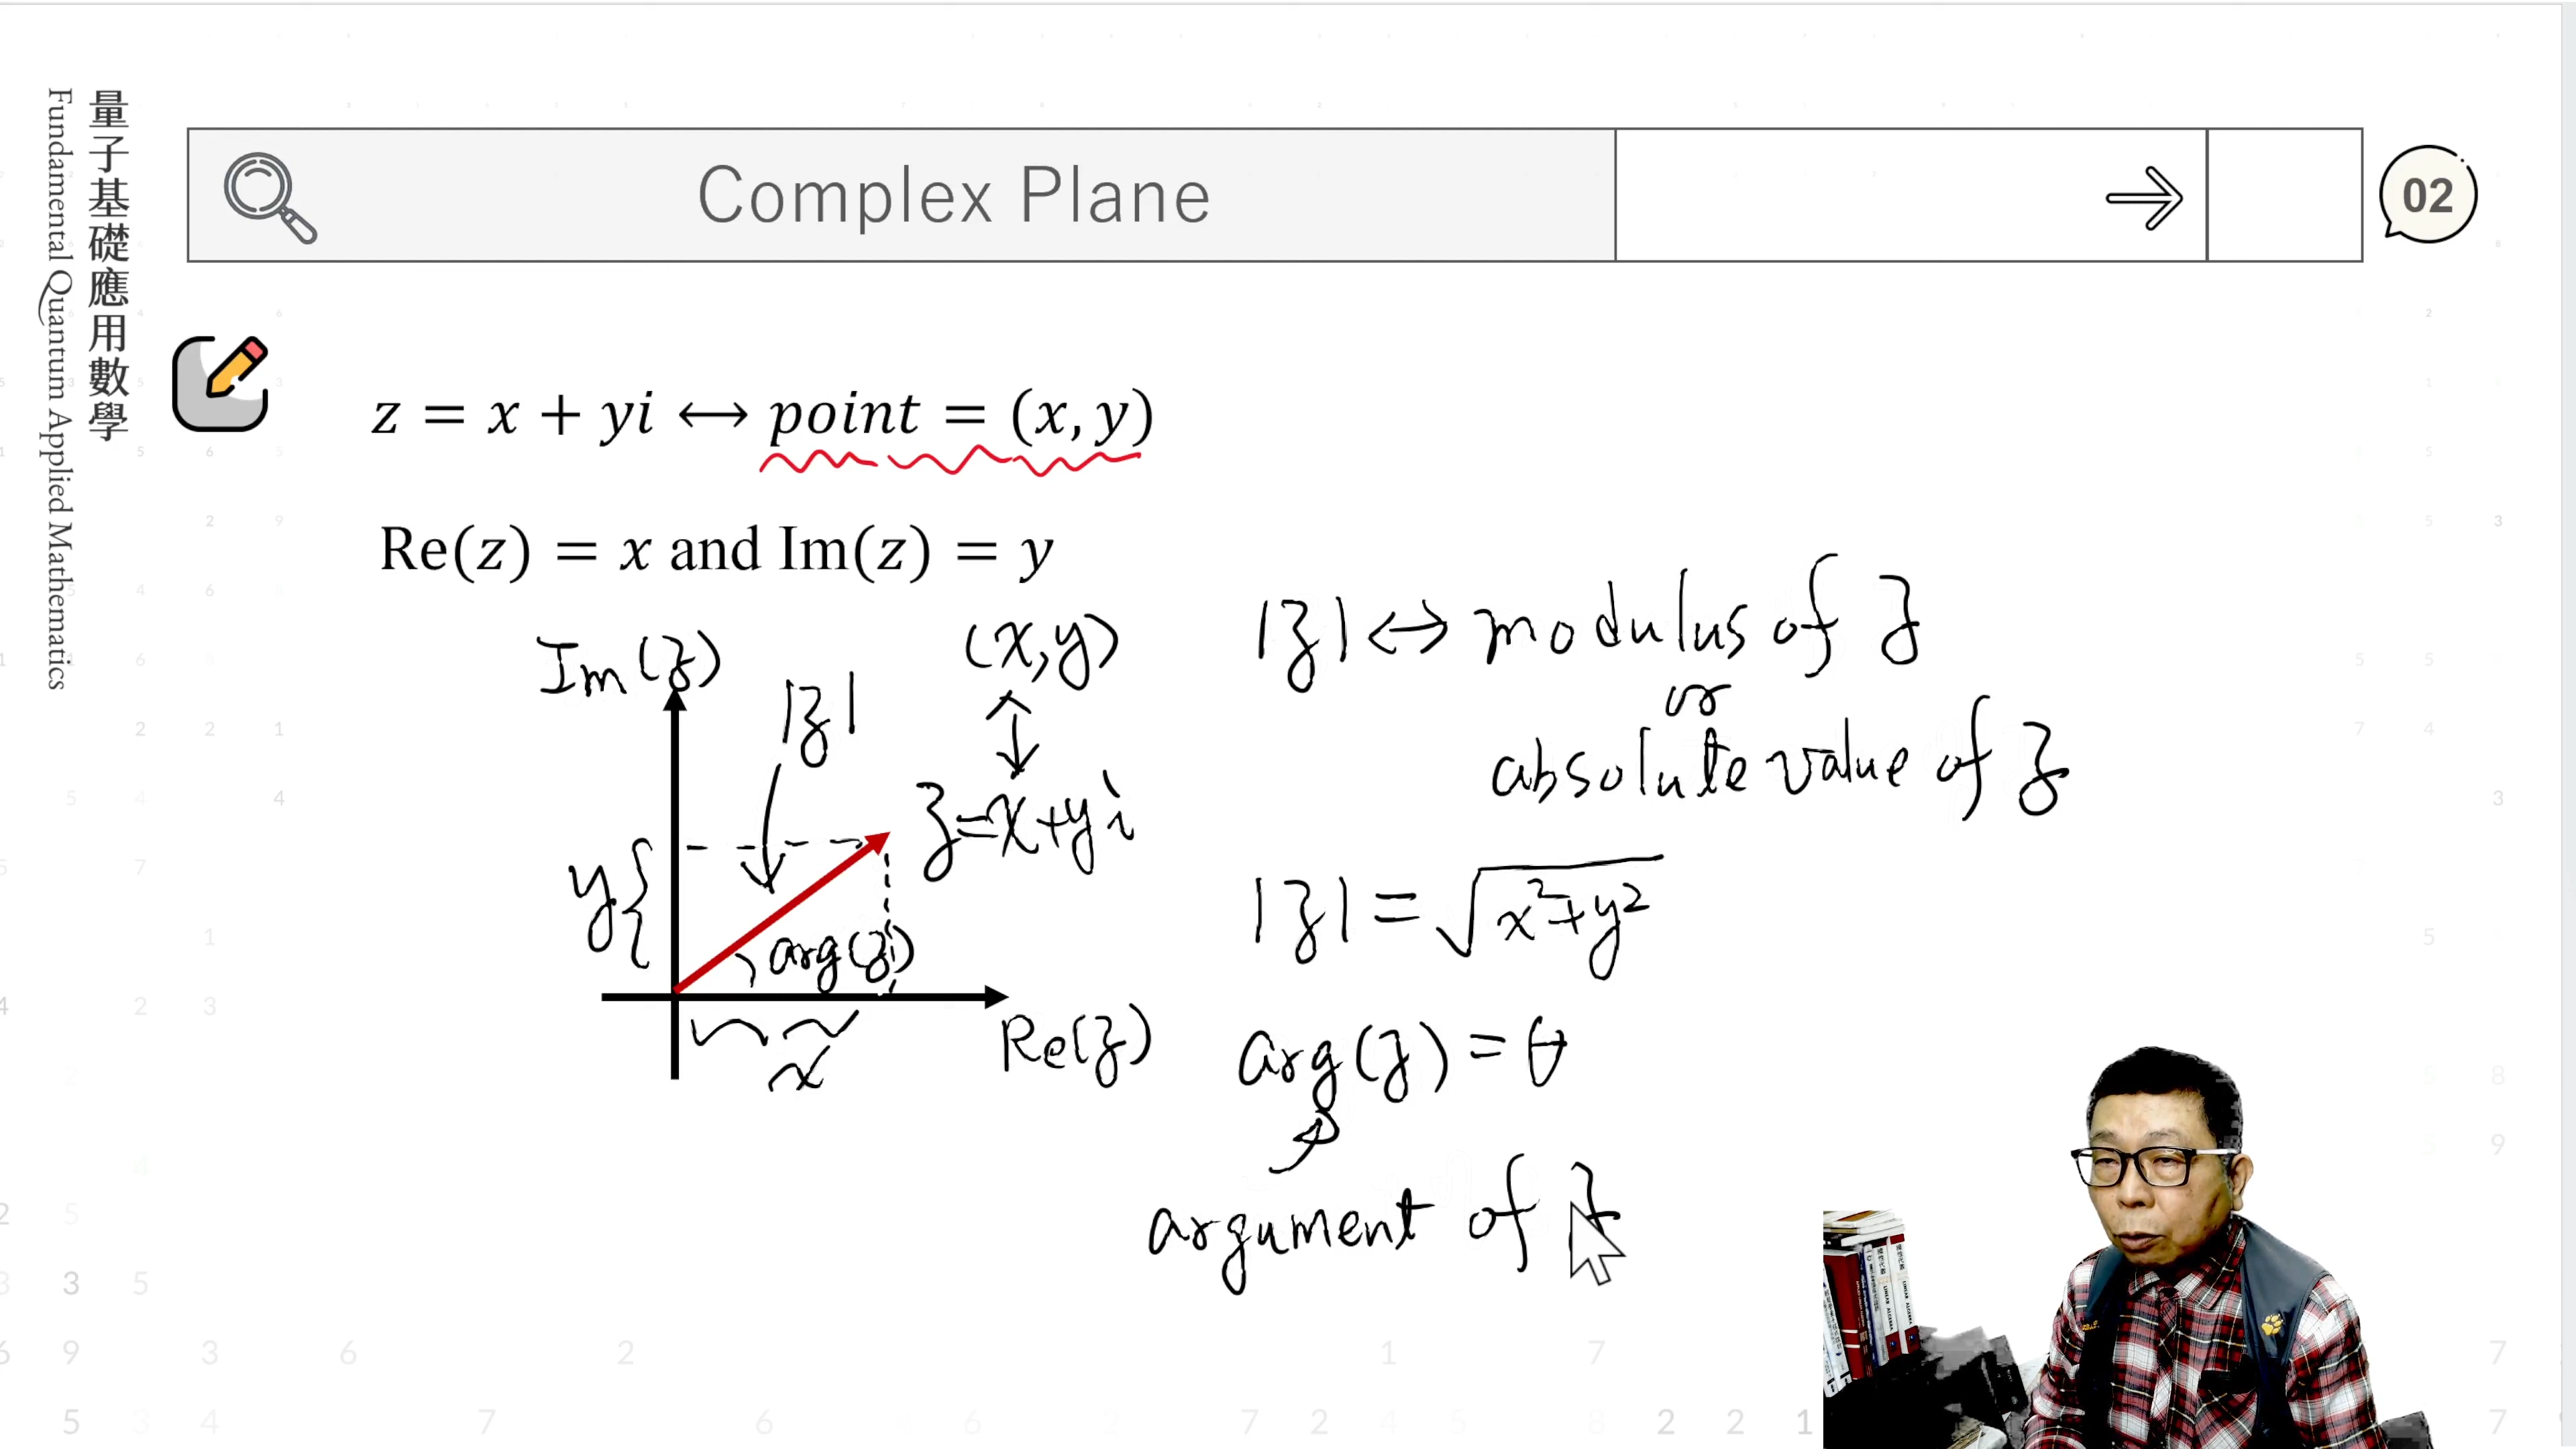 量子基礎應用數學
Fundamental Quantum Applied Mathematics
Complex Plane
02
z = x + yi ↔ point = (x, y)
Re(z) = x and Im(z) = y
Im(z)
|z|
(x,y)
z=x+yi
y
arg(z)
x
Re(z)
|z| ↔ modulus of z
or
absolute value of z
|z| = √x²+y²
arg(z) = θ
argument of z